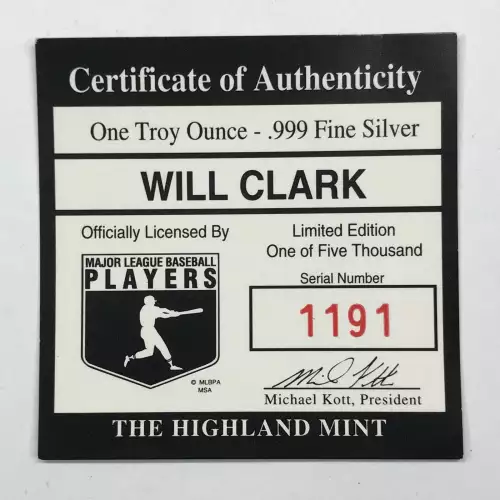 Certificate of Authenticity
One Troy Ounce - .999 Fine Silver
WILL CLARK
Officially Licensed By
MAJOR LEAGUE BASEBALL
PLAYERS
© MLBPA
MSA
Limited Edition
One of Five Thousand
Serial Number
1191
Michael Kott, President
THE HIGHLAND MINT